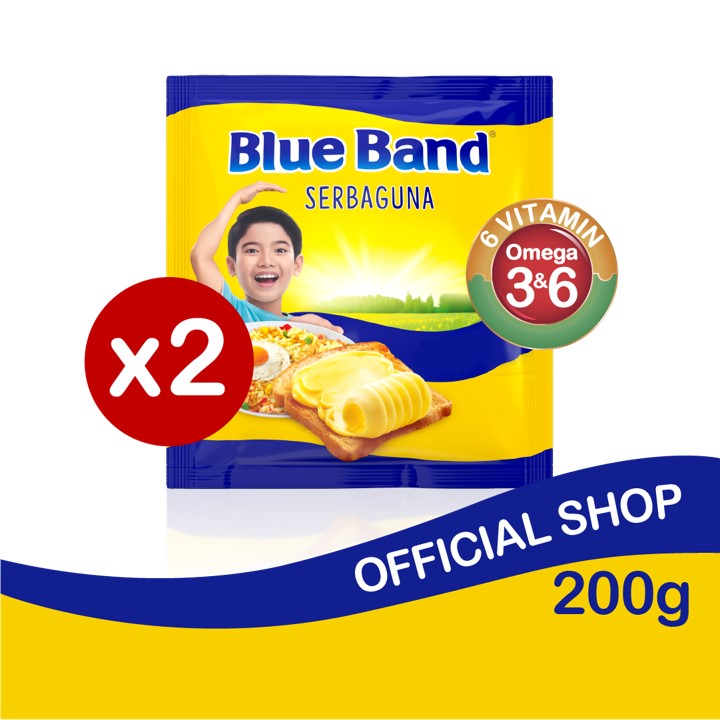 Blue Band®
SERBAGUNA
6 VITAMIN
Omega
3&6
x2
OFFICIAL SHOP
200g